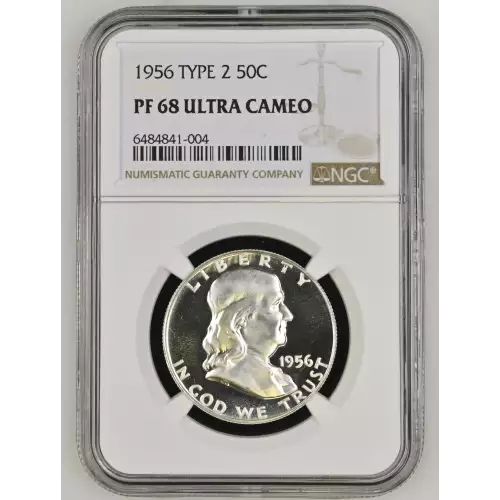 1956 TYPE 2 50C
PF 68 ULTRA CAMEO
6484841-004
NUMISMATIC GUARANTY COMPANY
NGC®
LIBERTY
1956
IN GOD WE TRUST